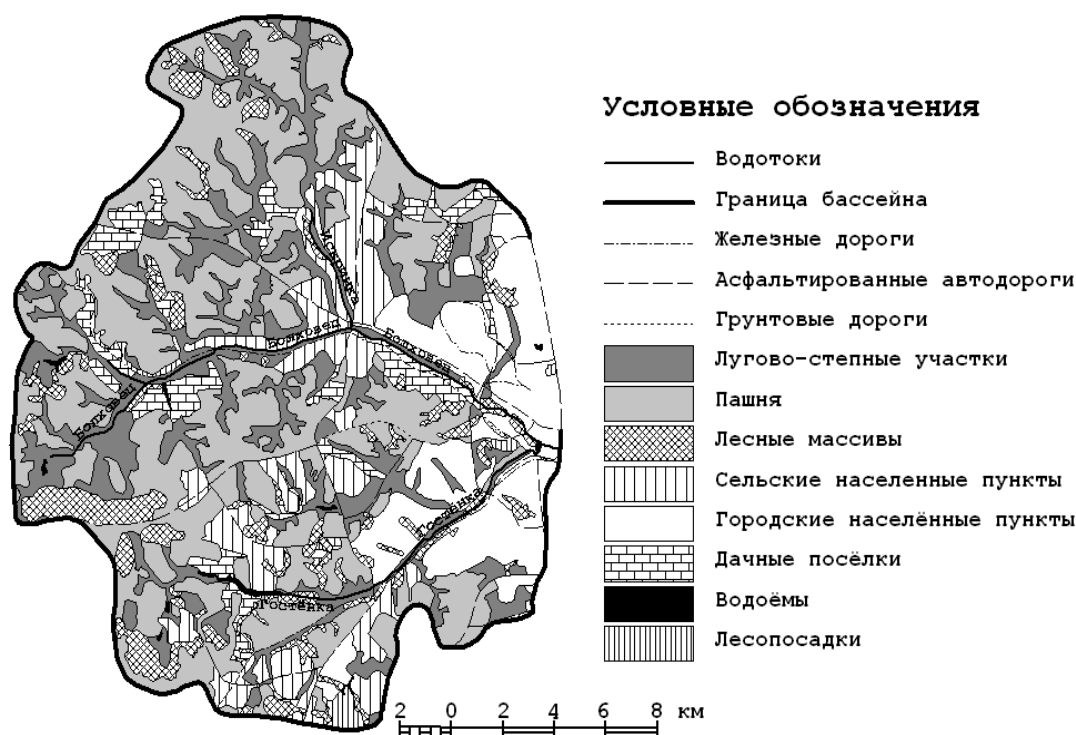 Условные обозначения
Водотоки
Граница бассейна
Железные дороги
Асфальтированные автодороги
Грунтовые дороги
Лугово-степные участки
Пашня
Лесные массивы
Сельские населенные пункты
Городские населённые пункты
Дачные посёлки
Водоёмы
Лесопосадки
Искринка
Болховец
Болховец
Болховец
Гостёнка
Гостёнка
2 0 2 4 6 8 км